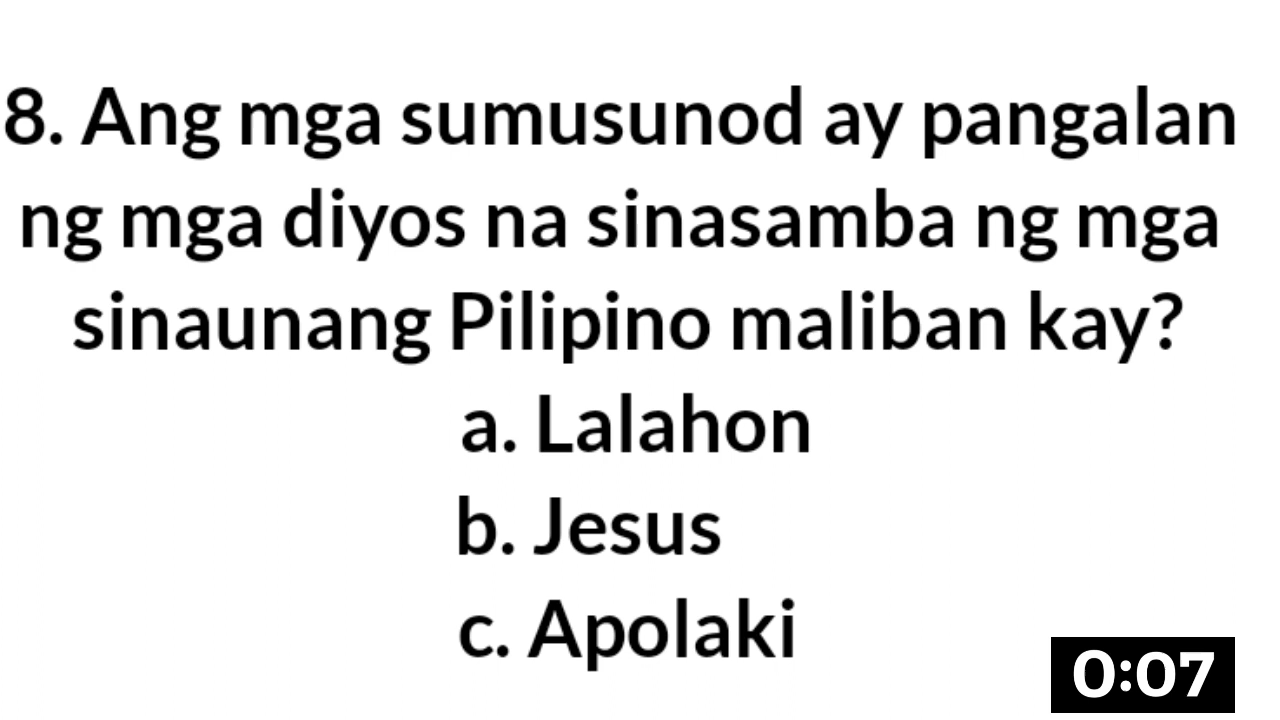 8. Ang mga sumusunod ay pangalan
ng mga diyos na sinasamba ng mga
sinaunang Pilipino maliban kay?
a. Lalahon
b. Jesus
c. Apolaki
0:07